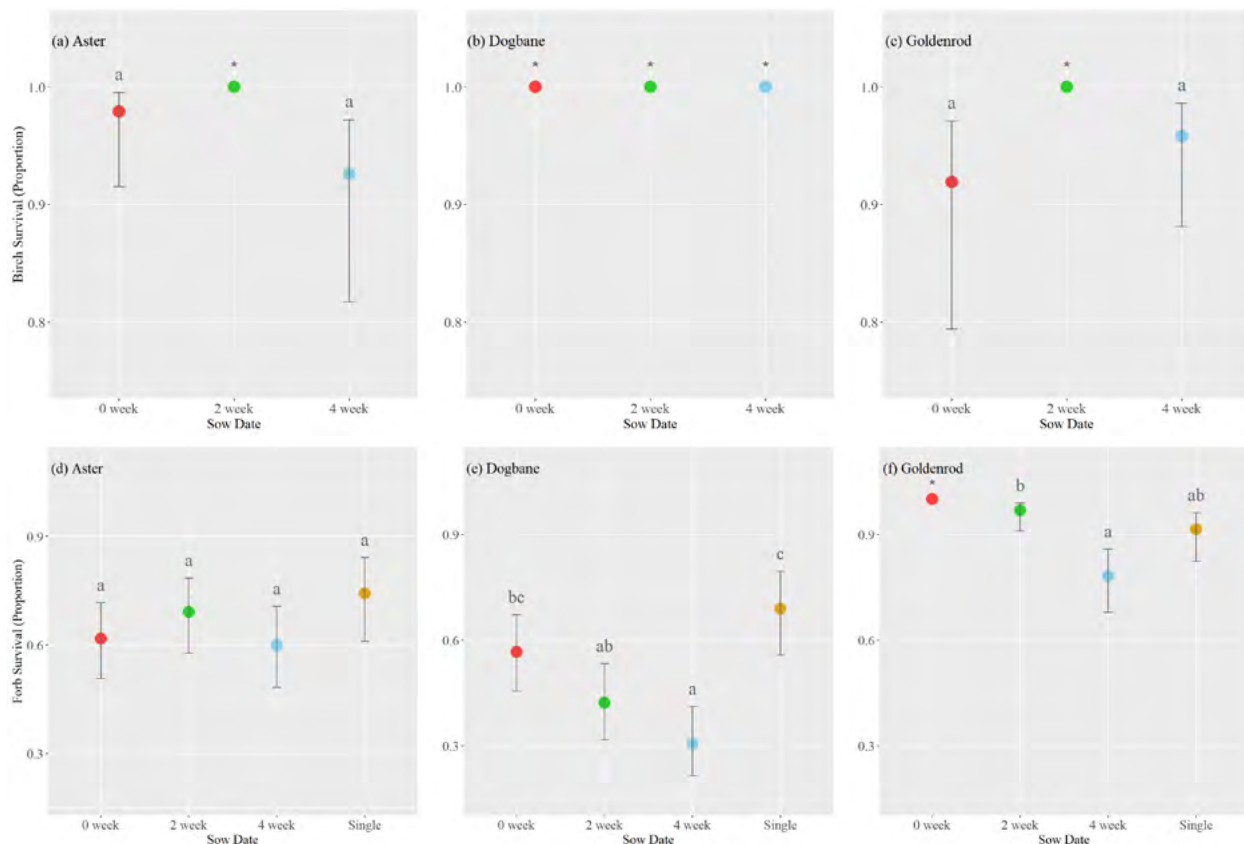 (a) Aster
(b) Dogbane
(c) Goldenrod
a
*
a
*
*
*
a
*
a
1.0
0.9
0.8
1.0
0.9
0.8
1.0
0.9
0.8
Birch Survival (Proportion)
0 week 2 week 4 week
0 week 2 week 4 week
0 week 2 week 4 week
Sow Date
Sow Date
Sow Date
(d) Aster
(e) Dogbane
(f) Goldenrod
a
a
a
a
bc
ab
a
c
*
b
a
ab
0.9
0.6
0.3
0.9
0.6
0.3
0.9
0.6
0.3
Forb Survival (Proportion)
0 week 2 week 4 week Single
0 week 2 week 4 week Single
0 week 2 week 4 week Single
Sow Date
Sow Date
Sow Date